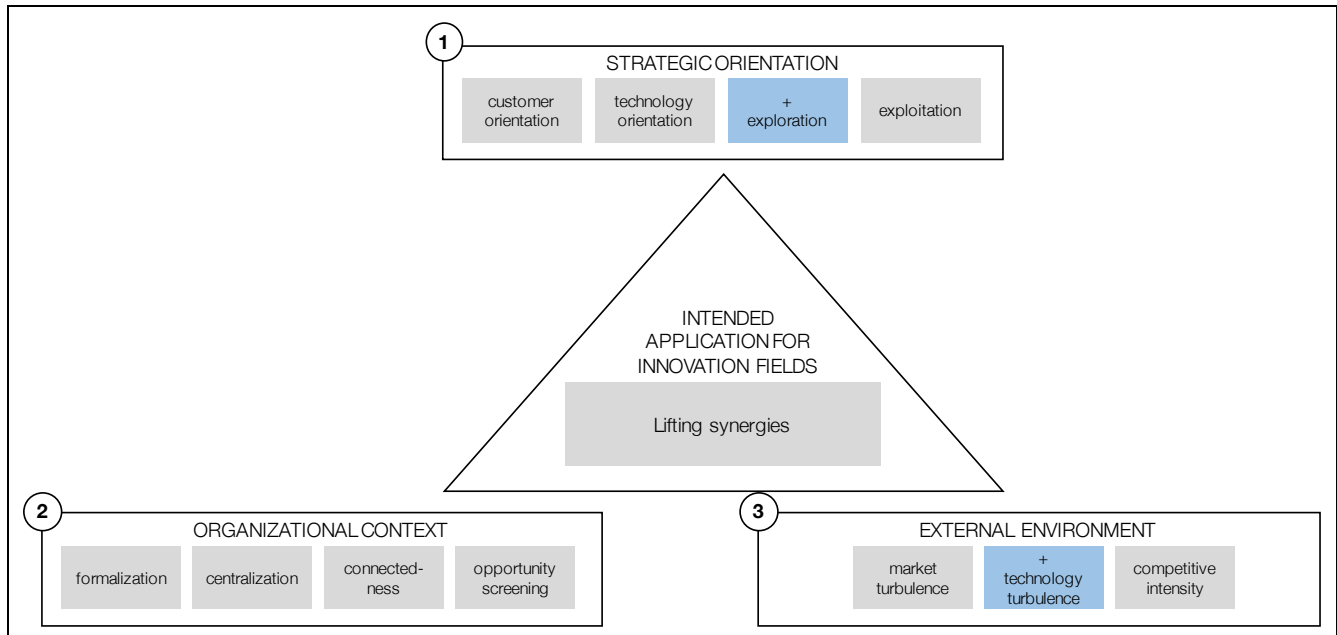 1
STRATEGIC ORIENTATION
customer
orientation
technology
orientation
+
exploration
exploitation
INTENDED
APPLICATION FOR
INNOVATION FIELDS
Lifting synergies
2
ORGANIZATIONAL CONTEXT
formalization
centralization
connected-
ness
opportunity
screening
3
EXTERNAL ENVIRONMENT
market
turbulence
+
technology
turbulence
competitive
intensity